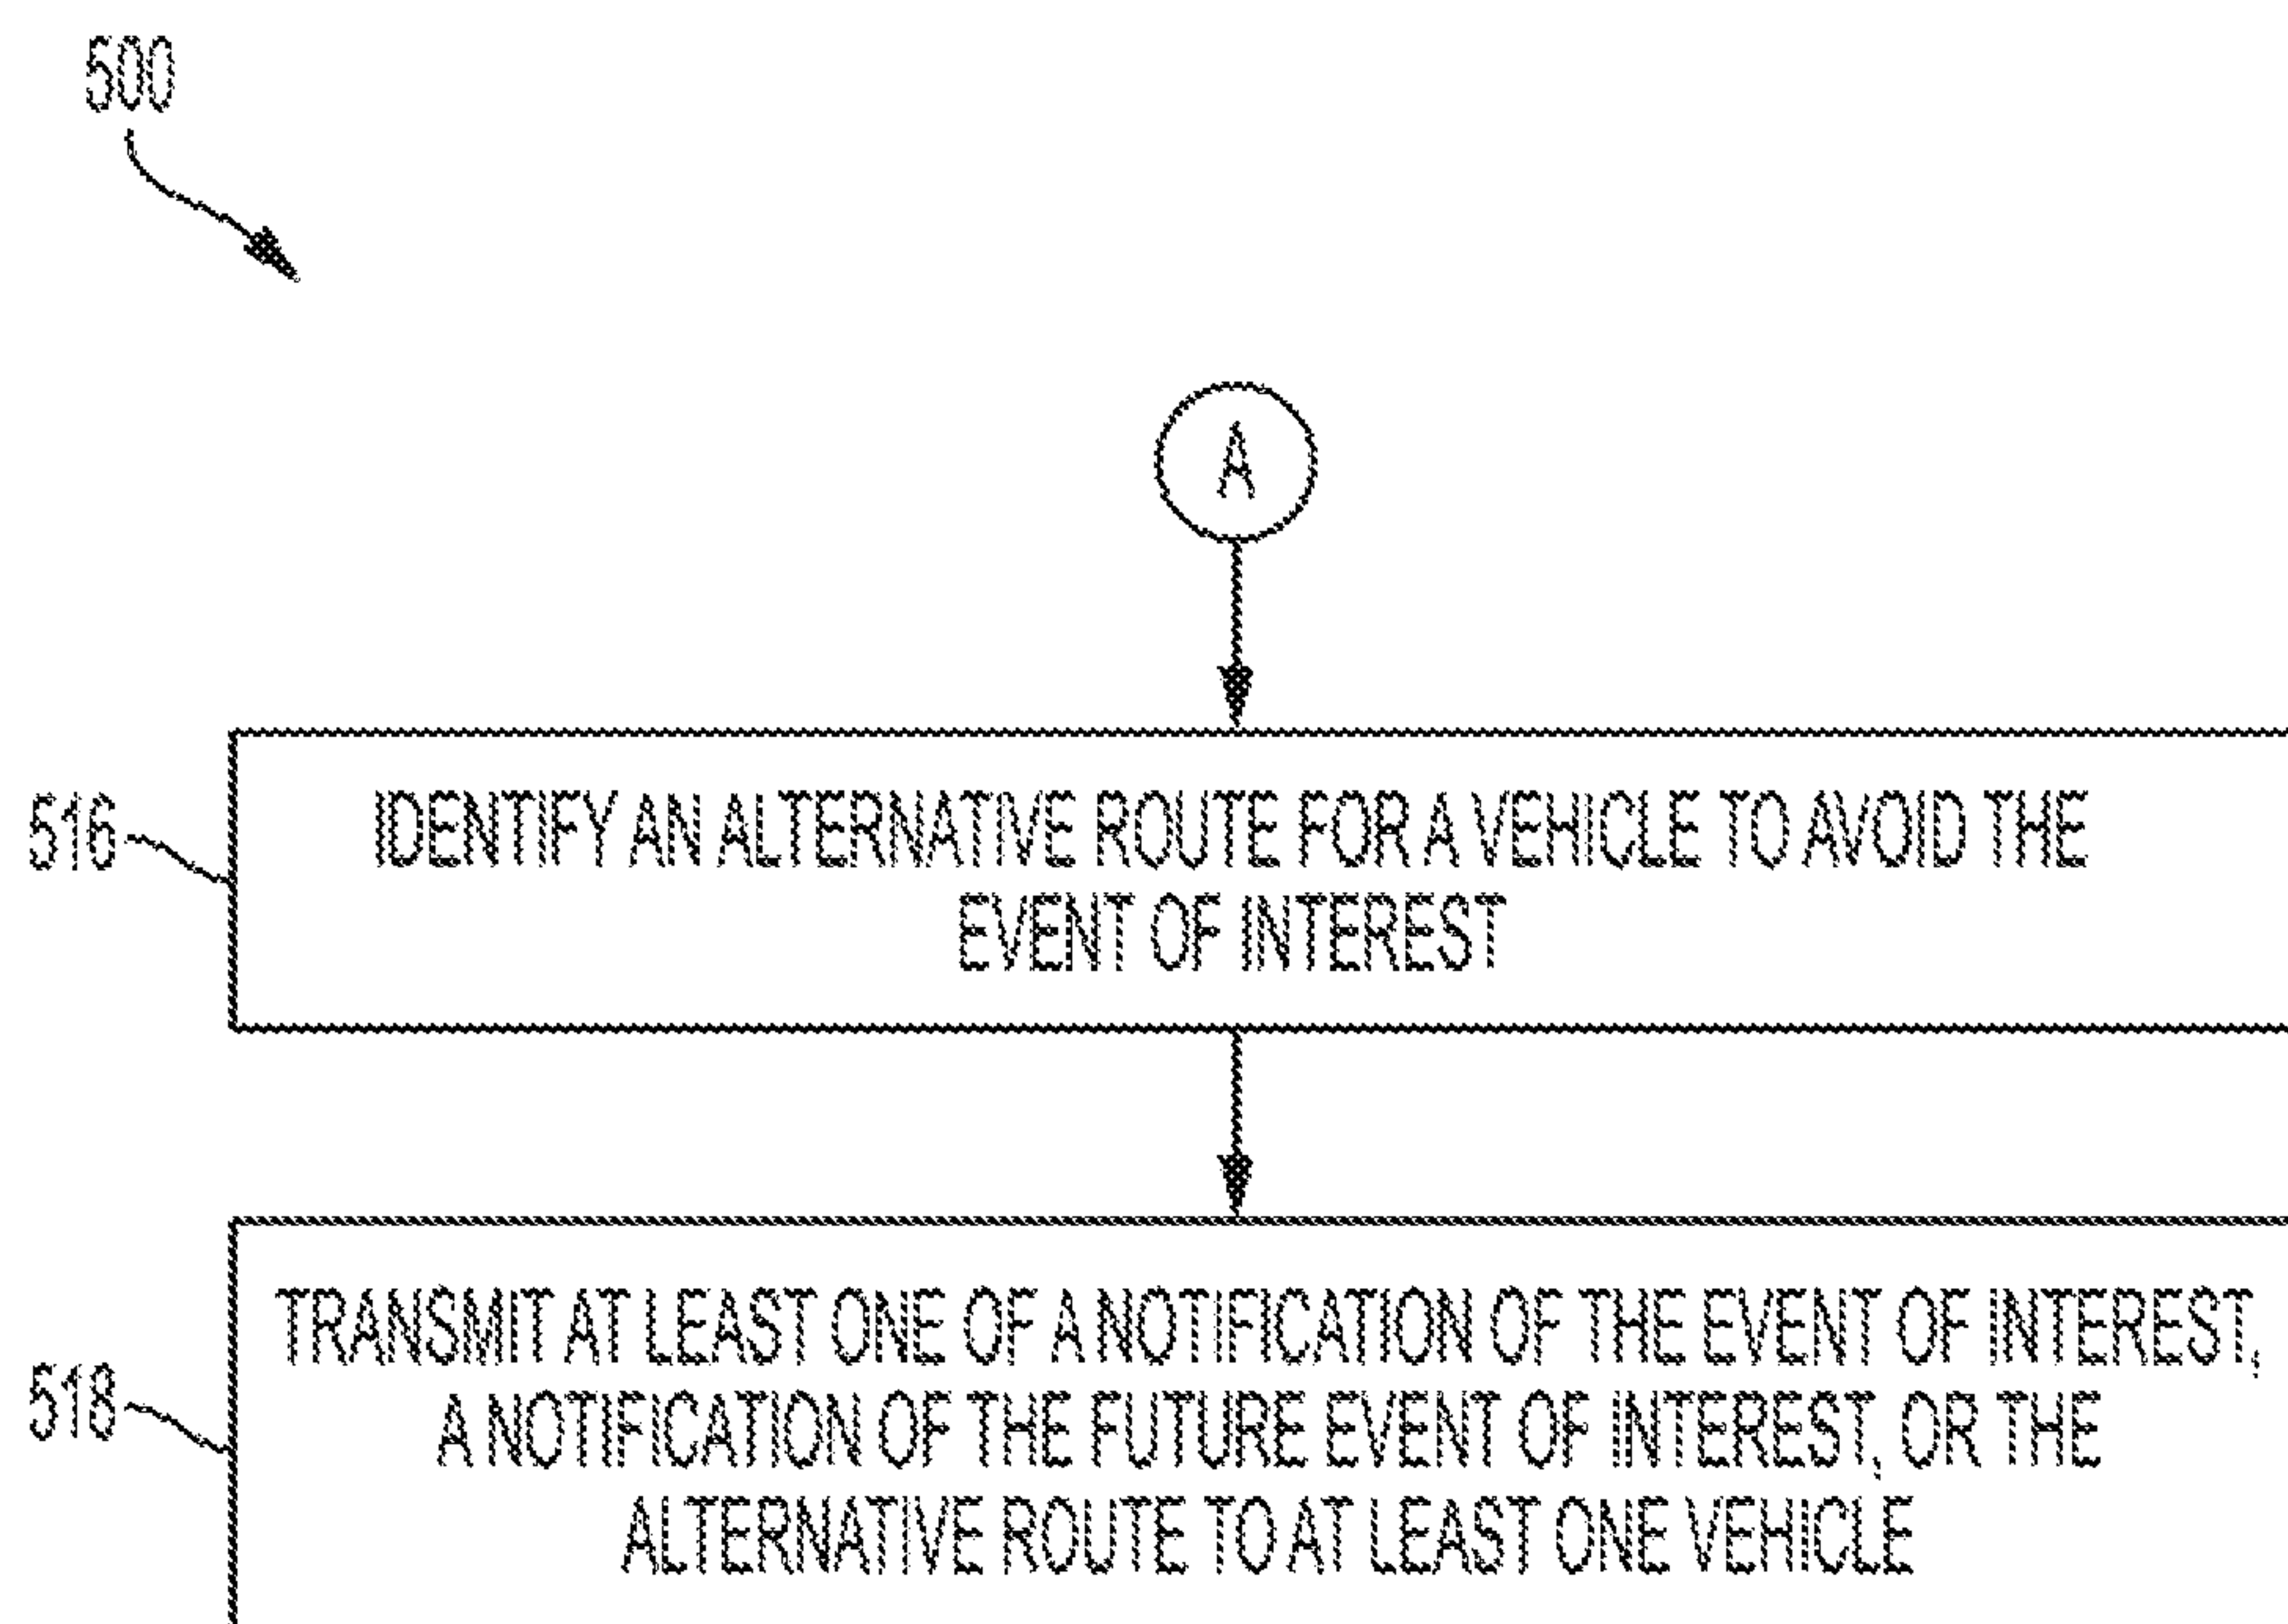 500
A
516
IDENTIFY AN ALTERNATIVE ROUTE FOR A VEHICLE TO AVOID THE
EVENT OF INTEREST
518
TRANSMIT AT LEAST ONE OF A NOTIFICATION OF THE EVENT OF INTEREST,
A NOTIFICATION OF THE FUTURE EVENT OF INTEREST, OR THE
ALTERNATIVE ROUTE TO AT LEAST ONE VEHICLE